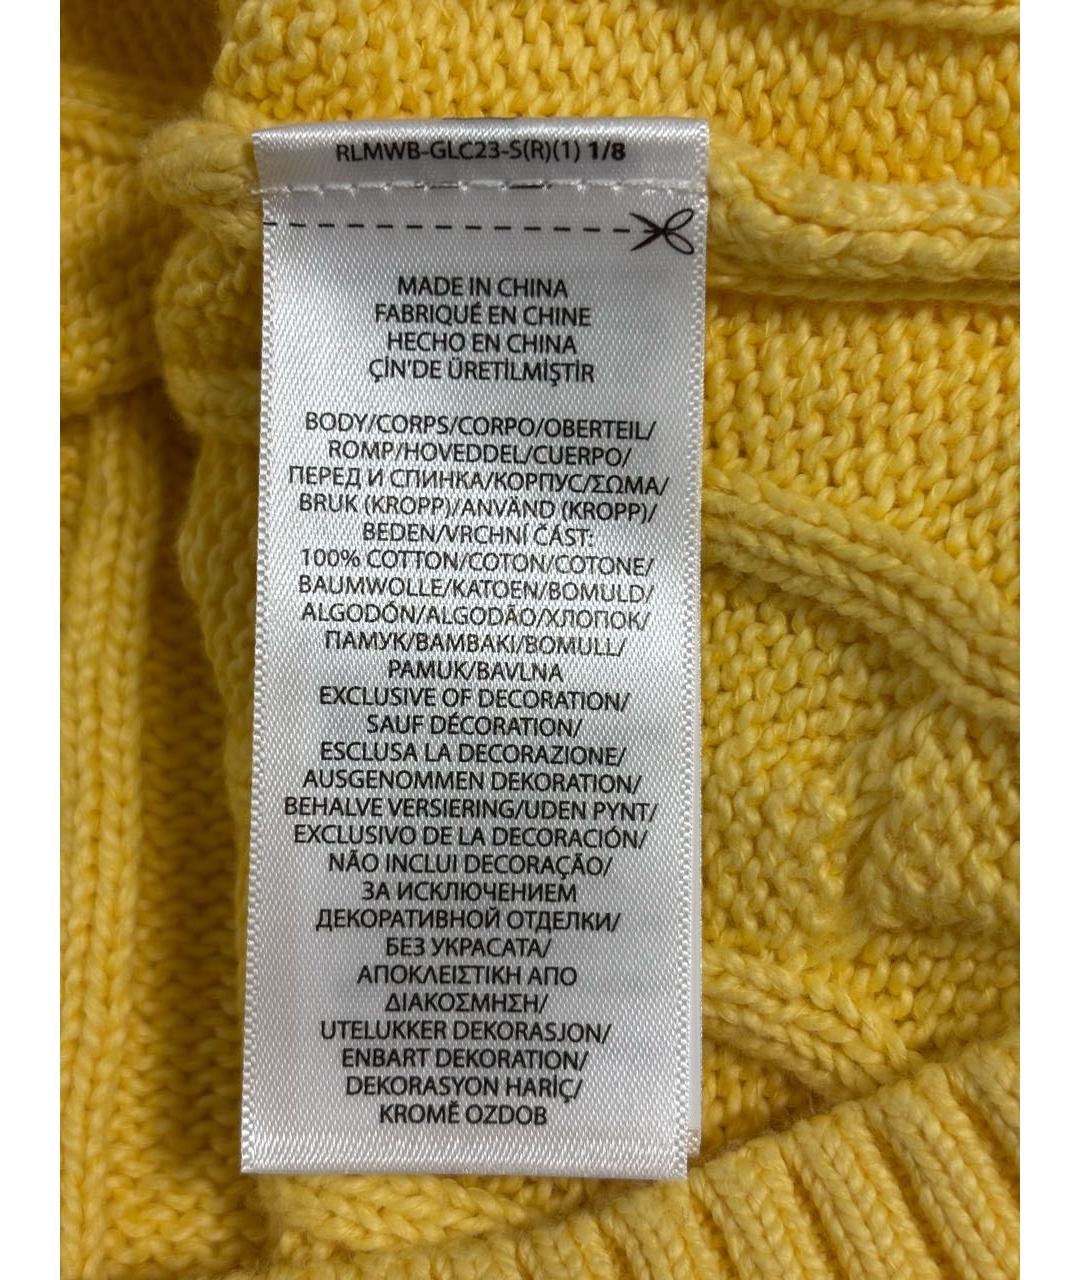 RLMWB-GLC23-S(R)(1) 1/8
MADE IN CHINA
FABRIQUÉ EN CHINE
HECHO EN CHINA
ÇİN'DE ÜRETİLMİŞTİR
BODY/CORPS/CORPO/OBERTEIL/
ROMP/HOVEDDEL/CUERPO/
ПЕРЕД И СПИНКА/КОРПУС/ΣΩΜΑ/
BRUK (KROPP)/ANVÄND (KROPP)/
BEDEN/VRCHNÍ ČÁST:
100% COTTON/COTON/COTONE/
BAUMWOLLE/KATOEN/BOMULD/
ALGODÓN/ALGODÃO/ХЛОПОК/
ПАМУК/ΒΑΜΒΑΚΙ/BOMULL/
PAMUK/BAVLNA
EXCLUSIVE OF DECORATION/
SAUF DÉCORATION/
ESCLUSA LA DECORAZIONE/
AUSGENOMMEN DEKORATION/
BEHALVE VERSIERING/UDEN PYNT/
EXCLUSIVO DE LA DECORACIÓN/
NÃO INCLUI DECORAÇÃO/
ЗА ИСКЛЮЧЕНИЕМ
ДЕКОРАТИВНОЙ ОТДЕЛКИ/
БЕЗ УКРАСАТА/
ΑΠΟΚΛΕΙΣΤΙΚΗ ΑΠΟ
ΔΙΑΚΟΣΜΗΣΗ/
UTELUKKER DEKORASJON/
ENBART DEKORATION/
DEKORASYON HARİÇ/
KROMĚ OZDOB